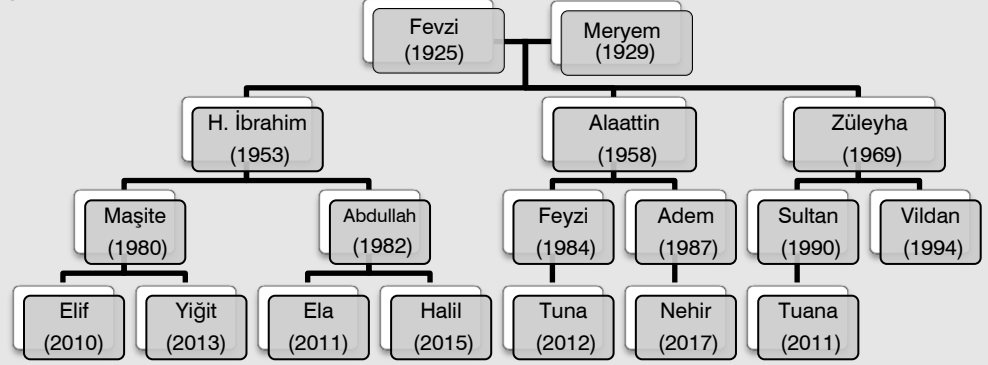 Fevzi
(1925)
Meryem
(1929)
H. İbrahim
(1953)
Alaattin
(1958)
Züleyha
(1969)
Maşite
(1980)
Abdullah
(1982)
Feyzi
(1984)
Adem
(1987)
Sultan
(1990)
Vildan
(1994)
Elif
(2010)
Yiğit
(2013)
Ela
(2011)
Halil
(2015)
Tuna
(2012)
Nehir
(2017)
Tuana
(2011)